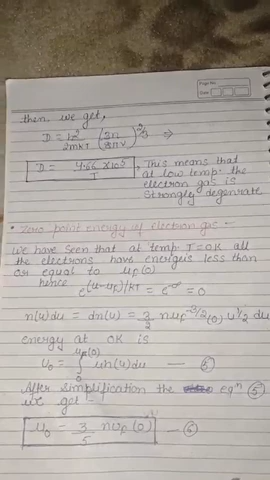 Page No.
Date
then we get,
D = h² / 2mkT (3n / 8πV)^2/3 ⇒
D = 4.66 × 10⁵ / T , This means that
at low temp. the
electron gas is
Strongly degenrate
• Zero point energy of electron gas :-
We have Seen that at temp T=0K all
the electrons have energies less than
or equal to uF(0)
hence e^(u-uF)/kT = e^-∞ = 0
n(u)du = dn(u) = 3/2 n uF^-3/2(0) u^1/2 du
energy at 0K is
U0 = ∫0^uF(0) un(u)du — ⑤
After Simplification the eqⁿ ⑤
we get -
U0 = 3/5 n uF(0) — ⑥